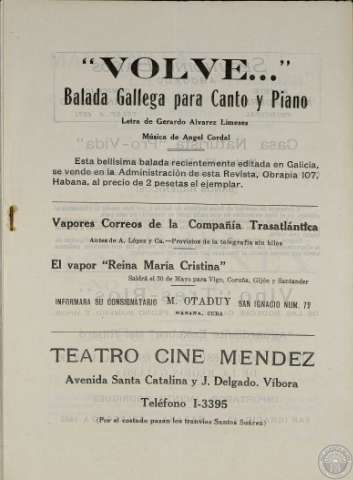 "VOLVE..."
Balada Gallega para Canto y Piano
Letra de Gerardo Alvarez Limeses
Música de Angel Cordal
Esta bellísima balada recientemente editada en Galicia,
se vende en la Administración de esta Revista, Obrapia 107,
Habana, al precio de 2 pesetas el ejemplar.
Vapores Correos de la Compañía Trasatlántica
Antes de A. López y Ca.—Provistos de la telegrafía sin hilos
El vapor "Reina María Cristina"
Saldrá el 30 de Mayo para Vigo, Coruña, Gijón y Santander
INFORMARA SU CONSIGNATARIO M. OTADUY SAN IGNACIO NUM. 72
HABANA, CUBA
TEATRO CINE MENDEZ
Avenida Santa Catalina y J. Delgado. Víbora
Teléfono I-3395
(Por el costado pasan los tranvías Santos Suárez)